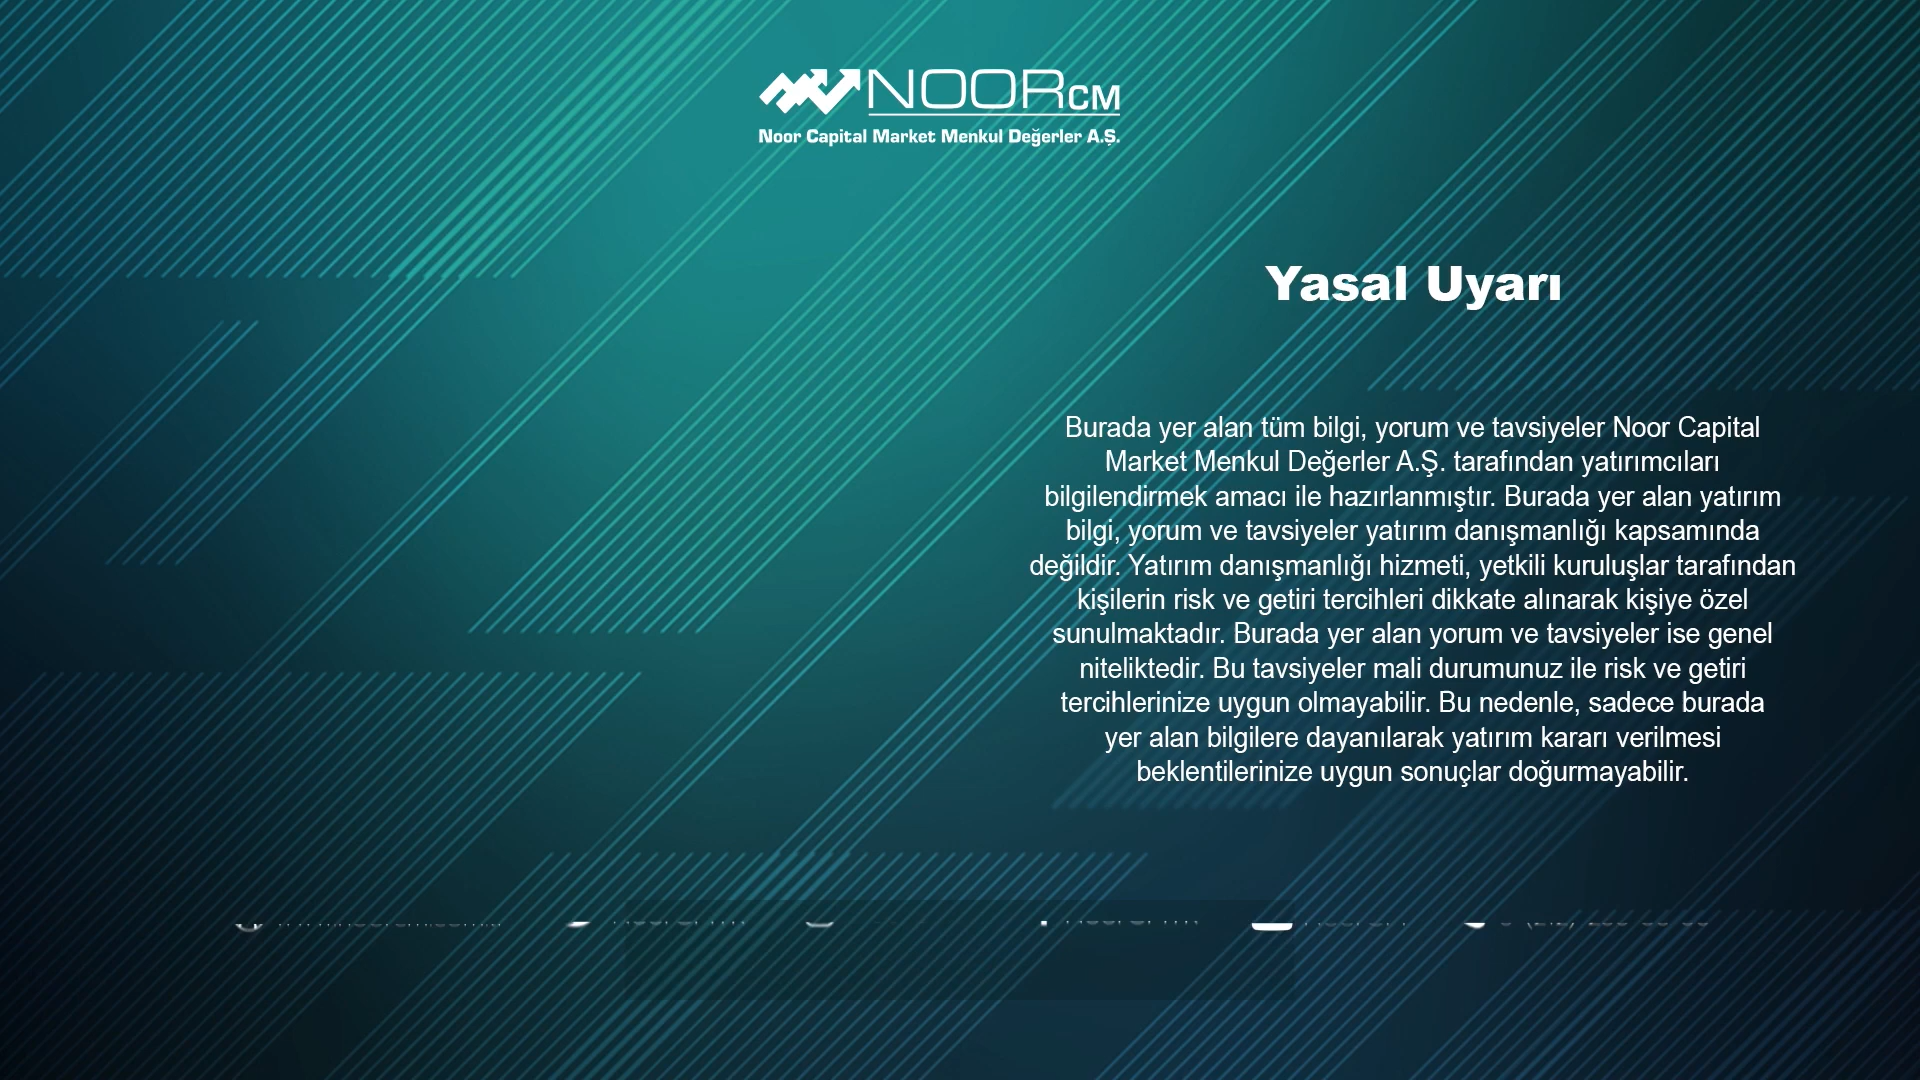 NOORCM
Noor Capital Market Menkul Değerler A.Ş.
Yasal Uyarı
Burada yer alan tüm bilgi, yorum ve tavsiyeler Noor Capital
Market Menkul Değerler A.Ş. tarafından yatırımcıları
bilgilendirmek amacı ile hazırlanmıştır. Burada yer alan yatırım
bilgi, yorum ve tavsiyeler yatırım danışmanlığı kapsamında
değildir. Yatırım danışmanlığı hizmeti, yetkili kuruluşlar tarafından
kişilerin risk ve getiri tercihleri dikkate alınarak kişiye özel
sunulmaktadır. Burada yer alan yorum ve tavsiyeler ise genel
niteliktedir. Bu tavsiyeler mali durumunuz ile risk ve getiri
tercihlerinize uygun olmayabilir. Bu nedenle, sadece burada
yer alan bilgilere dayanılarak yatırım kararı verilmesi
beklentilerinize uygun sonuçlar doğurmayabilir.